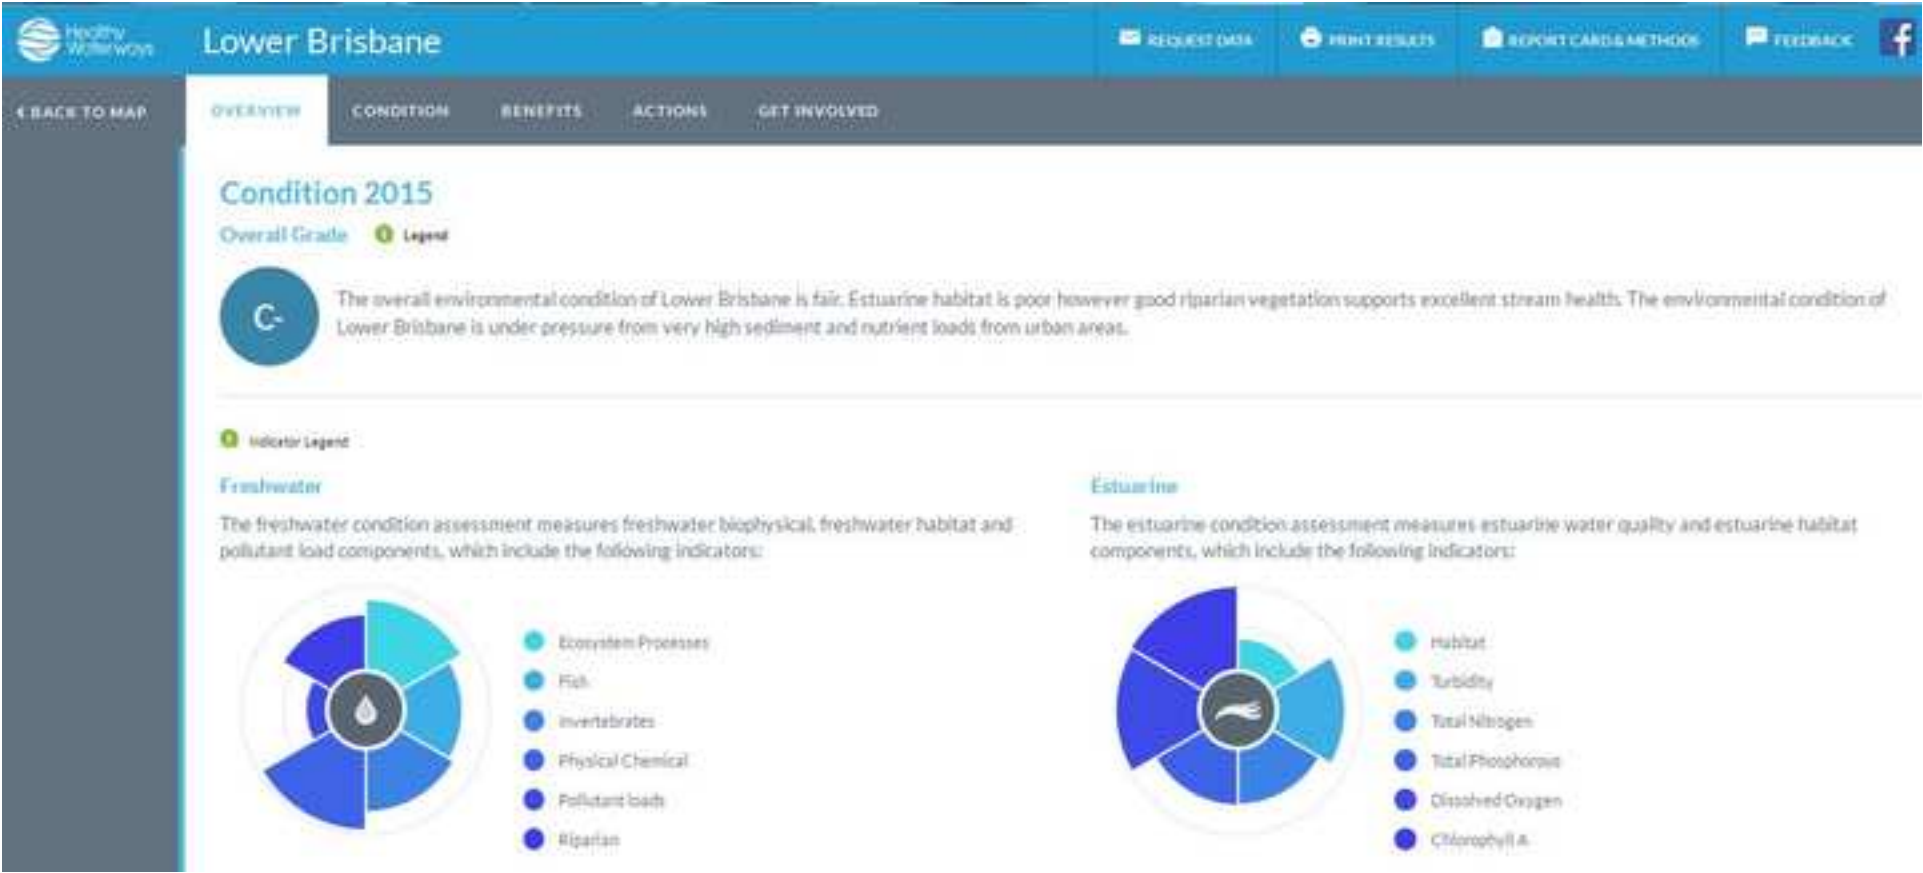 Healthy
Waterways
Lower Brisbane
REQUEST DATA
PRINT RESULTS
REPORT CARD & METHODS
FEEDBACK
f
BACK TO MAP
OVERVIEW
CONDITION
BENEFITS
ACTIONS
GET INVOLVED
Condition 2015
Overall Grade
Legend
C-
The overall environmental condition of Lower Brisbane is fair. Estuarine habitat is poor however good riparian vegetation supports excellent stream health. The environmental condition of
Lower Brisbane is under pressure from very high sediment and nutrient loads from urban areas.
Indicator Legend
Freshwater
The freshwater condition assessment measures freshwater biophysical, freshwater habitat and
pollutant load components, which include the following indicators:
Ecosystem Processes
Fish
Invertebrates
Physical Chemical
Pollutant loads
Riparian
Estuarine
The estuarine condition assessment measures estuarine water quality and estuarine habitat
components, which include the following indicators:
Habitat
Turbidity
Total Nitrogen
Total Phosphorous
Dissolved Oxygen
Chlorophyll A